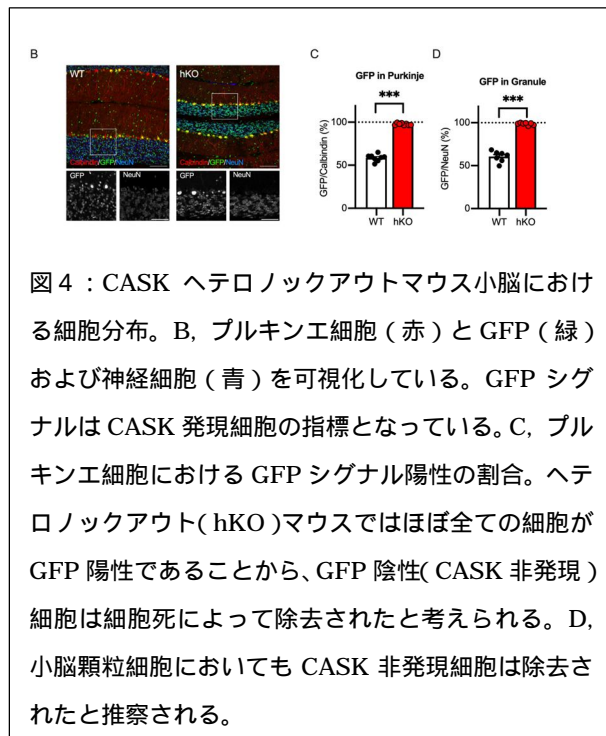 B
WT
hKO
Calbindin/GFP/NeuN
Calbindin/GFP/NeuN
GFP
NeuN
GFP
NeuN
C
GFP in Purkinje
***
GFP/Calbindin (%)
100
50
0
WT
hKO
D
GFP in Granule
***
GFP/NeuN (%)
100
50
0
WT
hKO
図４：CASK ヘテロノックアウトマウス小脳におけ
る細胞分布。B, プルキンエ細胞（赤）と GFP（緑）
および神経細胞（青）を可視化している。GFP シグ
ナルは CASK 発現細胞の指標となっている。C, プル
キンエ細胞における GFP シグナル陽性の割合。ヘテ
ロノックアウト（hKO）マウスではほぼ全ての細胞が
GFP 陽性であることから、GFP 陰性（CASK 非発現）
細胞は細胞死によって除去されたと考えられる。D,
小脳顆粒細胞においても CASK 非発現細胞は除去さ
れたと推察される。